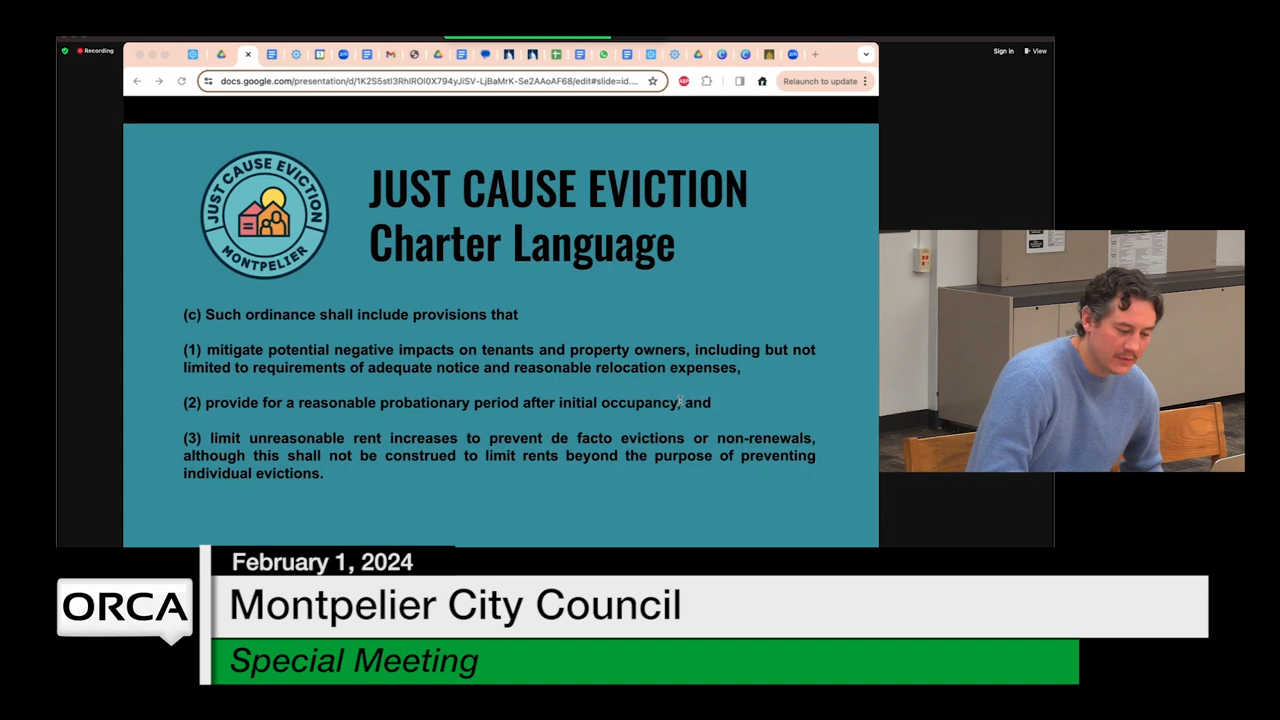 Recording
Sign in
View
docs.google.com/presentation/d/1K2S5stI3RhlROI0X794yJiSV-LjBaMrK-Se2AAoAF68/edit#slide=id....
Relaunch to update
JUST CAUSE EVICTION
MONTPELIER
JUST CAUSE EVICTION
Charter Language
(c) Such ordinance shall include provisions that
(1) mitigate potential negative impacts on tenants and property owners, including but not
limited to requirements of adequate notice and reasonable relocation expenses,
(2) provide for a reasonable probationary period after initial occupancy, and
(3) limit unreasonable rent increases to prevent de facto evictions or non-renewals,
although this shall not be construed to limit rents beyond the purpose of preventing
individual evictions.
February 1, 2024
ORCA
Montpelier City Council
Special Meeting